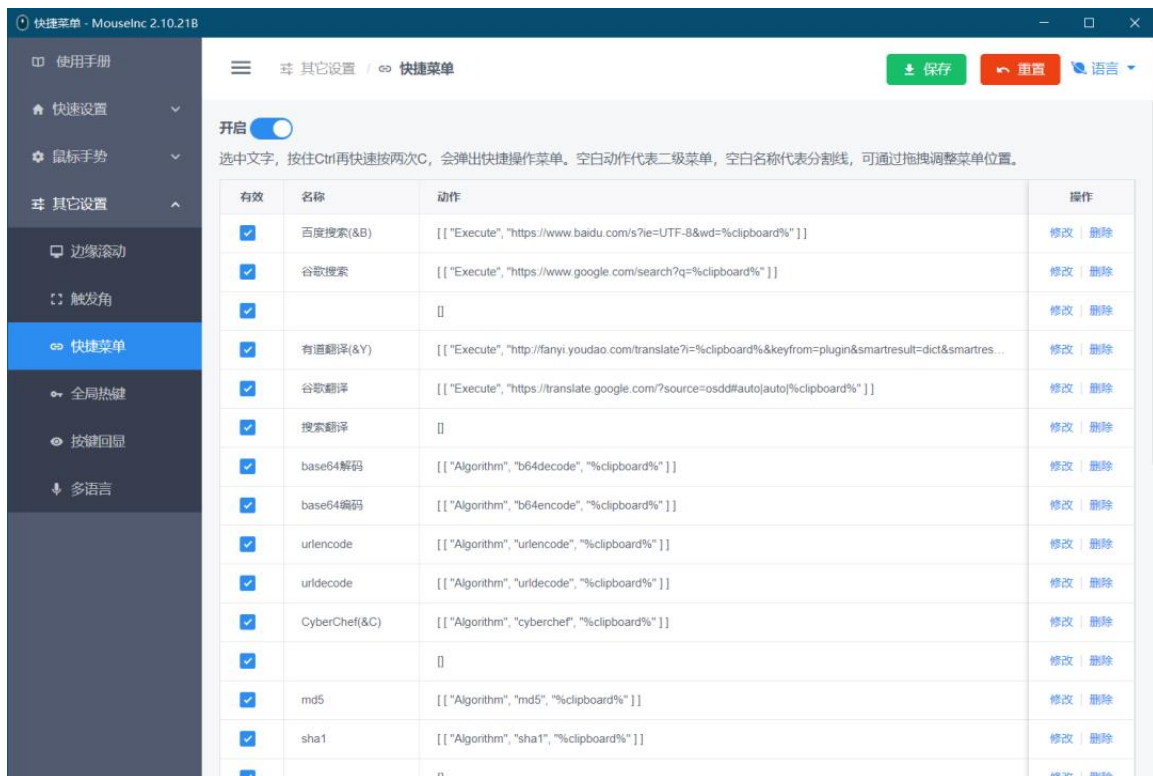 快捷菜单 - MouseInc 2.10.21B
使用手册
快速设置
鼠标手势
其它设置
边缘滚动
触发角
快捷菜单
全局热键
按键回显
多语言
其它设置 / 快捷菜单
保存
重置
语言
开启
选中文字，按住Ctrl再快速按两次C，会弹出快捷操作菜单。空白动作代表二级菜单，空白名称代表分割线，可通过拖拽调整菜单位置。
有效 名称 动作 操作
百度搜索(&B) [ [ "Execute", "https://www.baidu.com/s?ie=UTF-8&wd=%clipboard%" ] ] 修改 删除
谷歌搜索 [ [ "Execute", "https://www.google.com/search?q=%clipboard%" ] ] 修改 删除
[] 修改 删除
有道翻译(&Y) [ [ "Execute", "http://fanyi.youdao.com/translate?i=%clipboard%&keyfrom=plugin&smartresult=dict&smartres... 修改 删除
谷歌翻译 [ [ "Execute", "https://translate.google.com/?source=osdd#auto|auto|%clipboard%" ] ] 修改 删除
搜索翻译 [] 修改 删除
base64解码 [ [ "Algorithm", "b64decode", "%clipboard%" ] ] 修改 删除
base64编码 [ [ "Algorithm", "b64encode", "%clipboard%" ] ] 修改 删除
urlencode [ [ "Algorithm", "urlencode", "%clipboard%" ] ] 修改 删除
urldecode [ [ "Algorithm", "urldecode", "%clipboard%" ] ] 修改 删除
CyberChef(&C) [ [ "Algorithm", "cyberchef", "%clipboard%" ] ] 修改 删除
[] 修改 删除
md5 [ [ "Algorithm", "md5", "%clipboard%" ] ] 修改 删除
sha1 [ [ "Algorithm", "sha1", "%clipboard%" ] ] 修改 删除